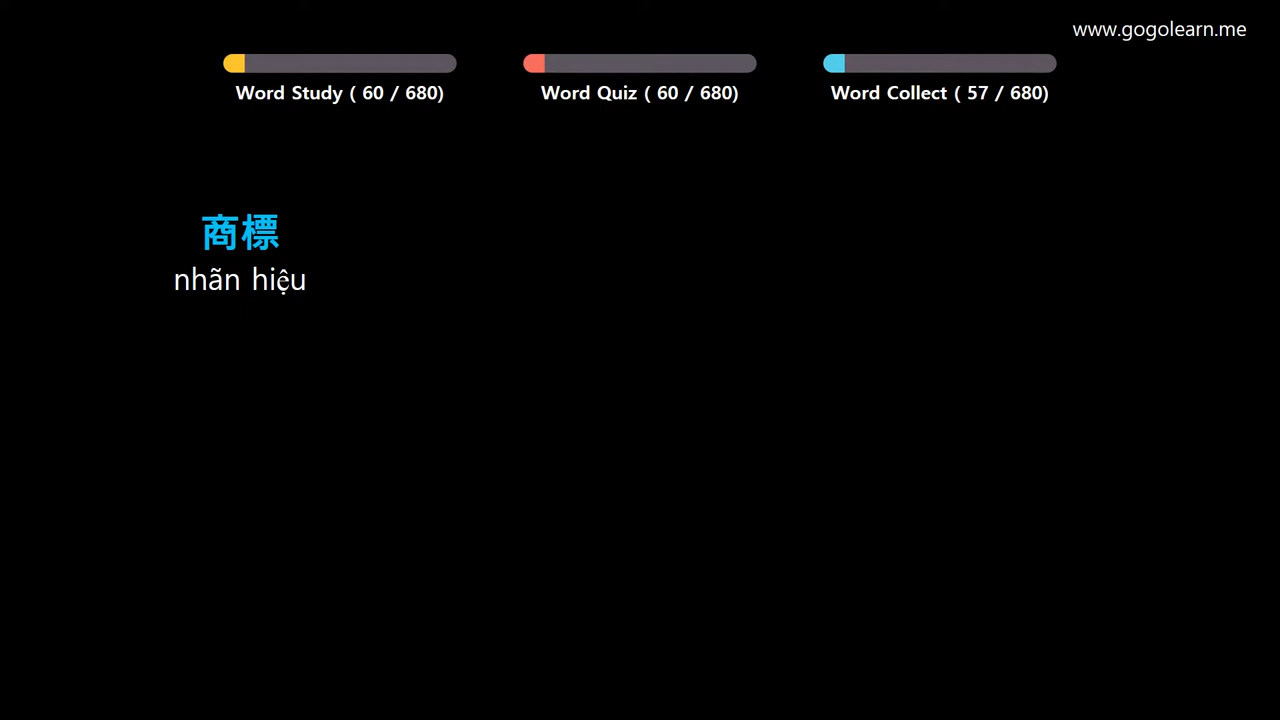 www.gogolearn.me
Word Study ( 60 / 680)
Word Quiz ( 60 / 680)
Word Collect ( 57 / 680)
商標
nhãn hiệu